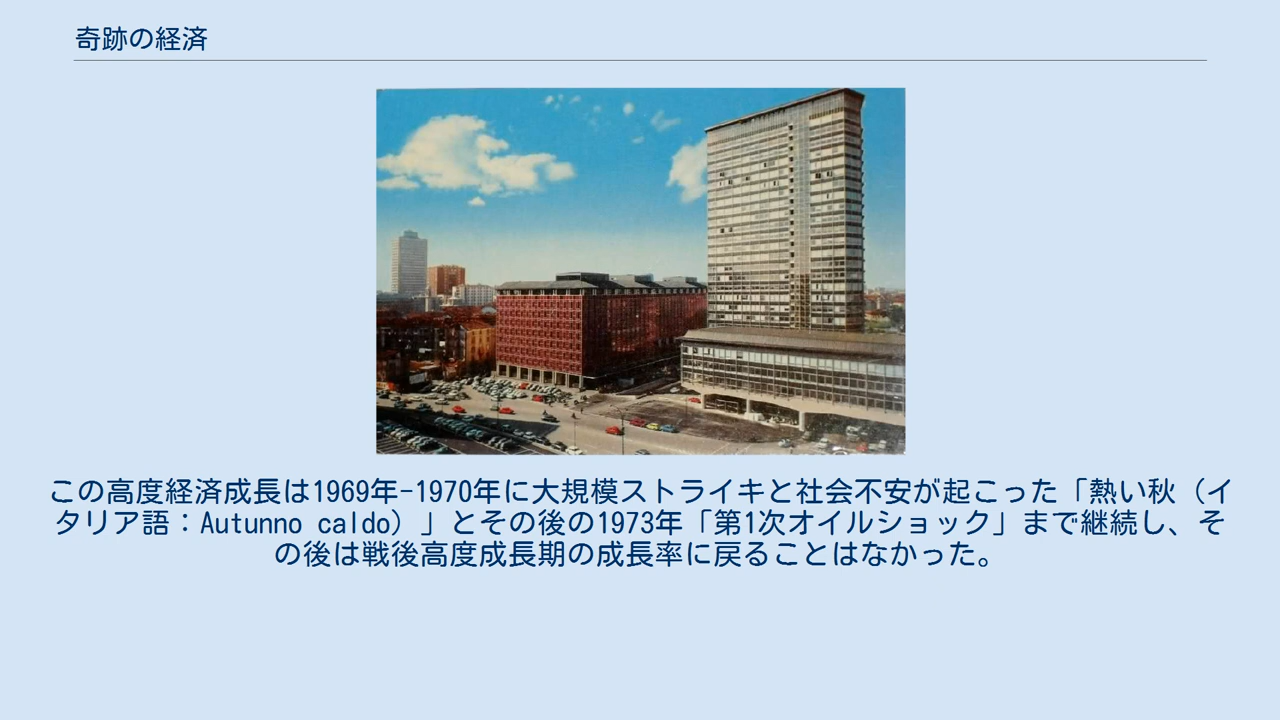 奇跡の経済
この高度経済成長は1969年-1970年に大規模ストライキと社会不安が起こった「熱い秋（イ
タリア語：Autunno caldo）」とその後の1973年「第1次オイルショック」まで継続し、そ
の後は戦後高度成長期の成長率に戻ることはなかった。